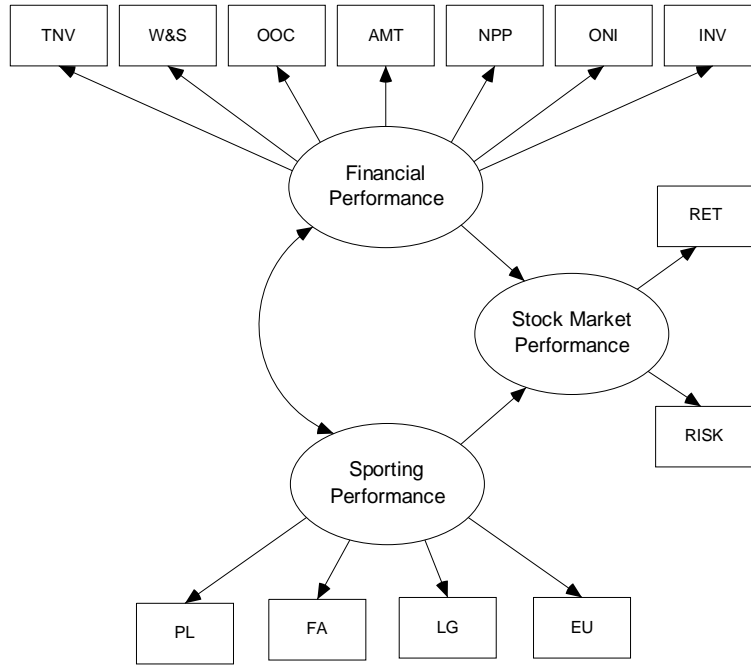 TNV
W&S
OOC
AMT
NPP
ONI
INV
Financial
Performance
RET
Stock Market
Performance
RISK
Sporting
Performance
PL
FA
LG
EU